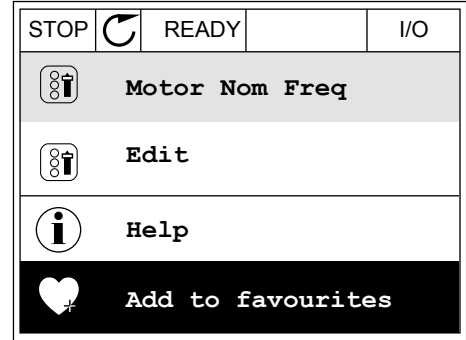 STOP READY I/O
Motor Nom Freq
Edit
Help
Add to favourites